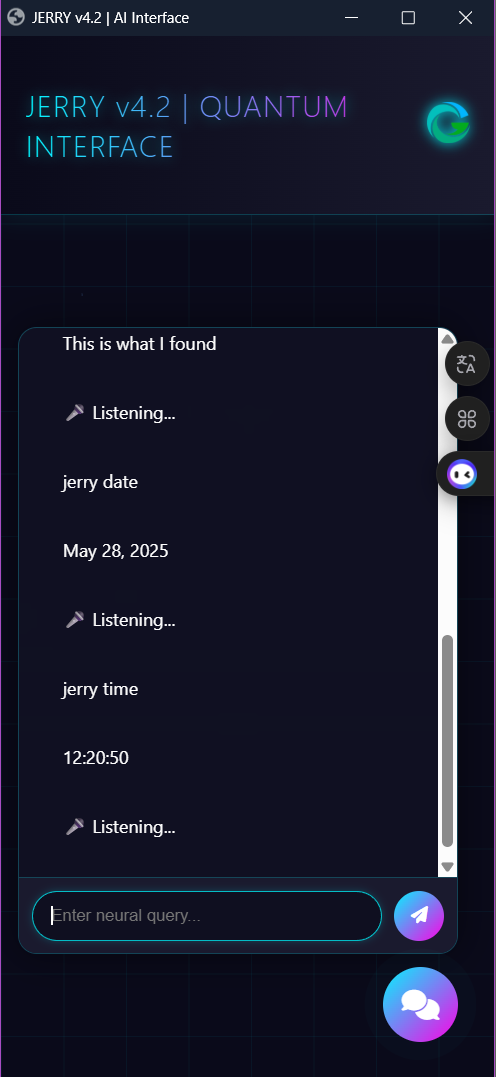 JERRY v4.2 | AI Interface
JERRY v4.2 | QUANTUM
INTERFACE
This is what I found
🎤 Listening...
jerry date
May 28, 2025
🎤 Listening...
jerry time
12:20:50
🎤 Listening...
Enter neural query...